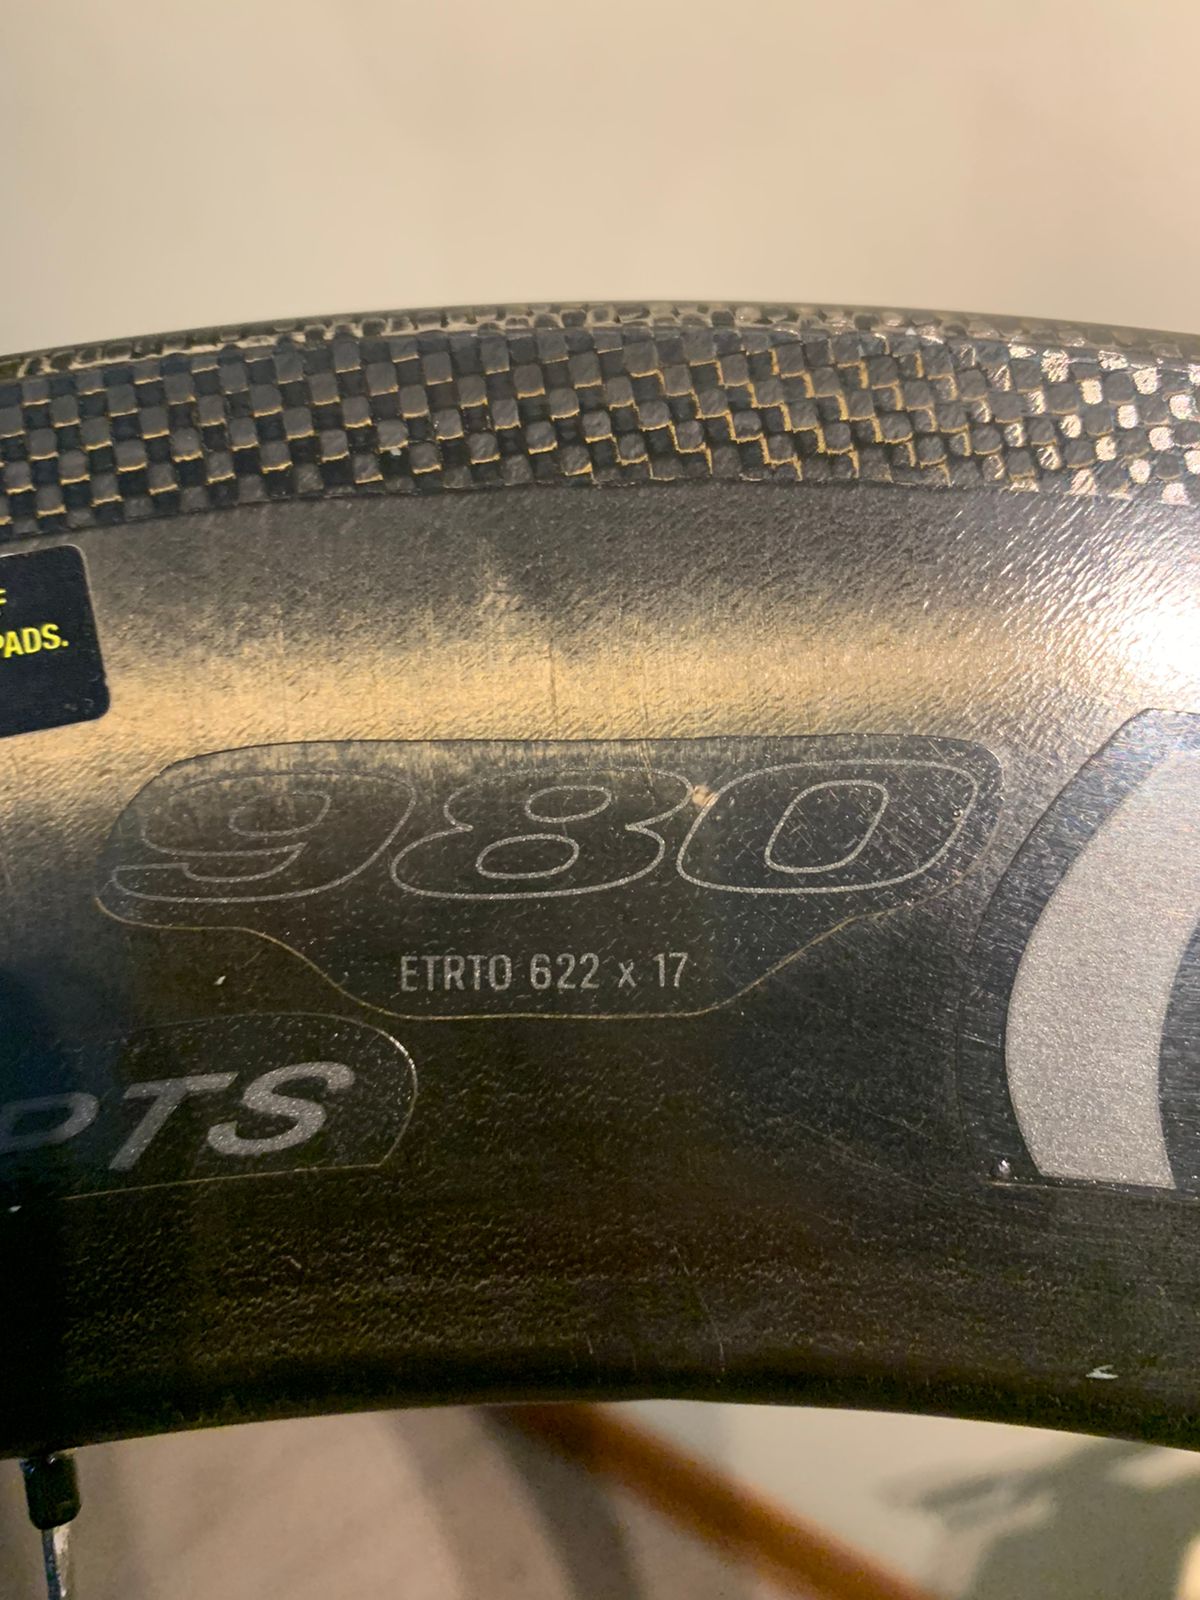 PADS.
980
ETRTO 622 x 17
PTS